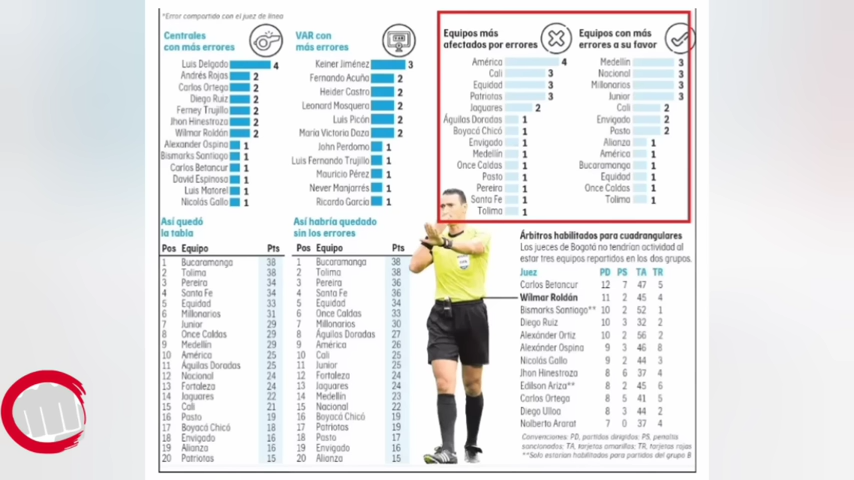 *Error compartido con el juez de línea
Centrales
con más errores
Luis Delgado 4
Andrés Rojas 2
Carlos Ortega 2
Diego Ruiz 2
Ferney Trujillo 2
Jhon Hinestroza 2
Wilmar Roldán 2
Alexander Ospina 1
Bismarks Santiago 1
Carlos Betancur 1
David Espinosa 1
Luis Matorel 1
Nicolás Gallo 1
VAR con
más errores
VAR
Keiner Jiménez 3
Fernando Acuña 2
Heider Castro 2
Leonard Mosquera 2
Luis Picón 2
María Victoria Daza 2
John Perdomo 1
Luis Fernando Trujillo 1
Mauricio Pérez 1
Never Manjarrés 1
Ricardo García 1
Equipos más
afectados por errores
América 4
Cali 3
Equidad 3
Patriotas 3
Jaguares 2
Águilas Doradas 1
Boyacá Chicó 1
Envigado 1
Medellín 1
Once Caldas 1
Pasto 1
Pereira 1
Santa Fe 1
Tolima 1
Equipos con más
errores a su favor
Medellín 3
Nacional 3
Millonarios 3
Junior 3
Cali 2
Envigado 2
Pasto 2
Alianza 1
América 1
Bucaramanga 1
Equidad 1
Once Caldas 1
Tolima 1
Así quedó
la tabla
Pos Equipo Pts
1 Bucaramanga 38
2 Tolima 38
3 Pereira 34
4 Santa Fe 34
5 Equidad 33
6 Millonarios 31
7 Junior 29
8 Once Caldas 29
9 Medellín 29
10 América 25
11 Águilas Doradas 25
12 Nacional 24
13 Fortaleza 24
14 Jaguares 22
15 Cali 21
16 Pasto 19
17 Boyacá Chicó 18
18 Envigado 16
19 Alianza 16
20 Patriotas 15
Así habría quedado
sin los errores
Pos Equipo Pts
1 Bucaramanga 38
2 Tolima 38
3 Pereira 36
4 Santa Fe 36
5 Equidad 34
6 Once Caldas 33
7 Millonarios 30
8 Águilas Doradas 27
9 América 26
10 Cali 25
11 Junior 25
12 Fortaleza 24
13 Jaguares 24
14 Medellín 23
15 Nacional 22
16 Boyacá Chicó 19
17 Patriotas 19
18 Pasto 17
19 Envigado 16
20 Alianza 15
Árbitros habilitados para cuadrangulares
Los jueces de Bogotá no tendrían actividad al
estar tres equipos repartidos en los dos grupos.
Juez PD PS TA TR
Carlos Betancur 12 7 47 5
Wilmar Roldán 11 2 45 4
Bismarks Santiago** 10 2 52 1
Diego Ruiz 10 3 32 2
Alexánder Ortiz 10 2 56 2
Alexánder Ospina 9 3 46 8
Nicolás Gallo 9 2 44 3
Jhon Hinestroza 8 6 37 4
Edilson Ariza** 8 2 45 6
Carlos Ortega 8 5 41 5
Diego Ulloa 8 3 44 2
Nolberto Ararat 7 0 37 4
Convenciones: PD, partidos dirigidos; PS, penaltis
sancionados; TA, tarjetas amarillas; TR, tarjetas rojas
**Solo estarían habilitados para partidos del grupo B